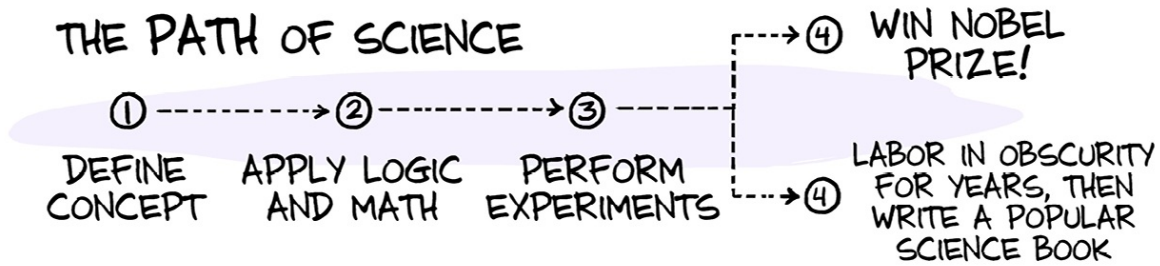 THE PATH OF SCIENCE
1
DEFINE
CONCEPT
2
APPLY LOGIC
AND MATH
3
PERFORM
EXPERIMENTS
4
WIN NOBEL
PRIZE!
4
LABOR IN OBSCURITY
FOR YEARS, THEN
WRITE A POPULAR
SCIENCE BOOK